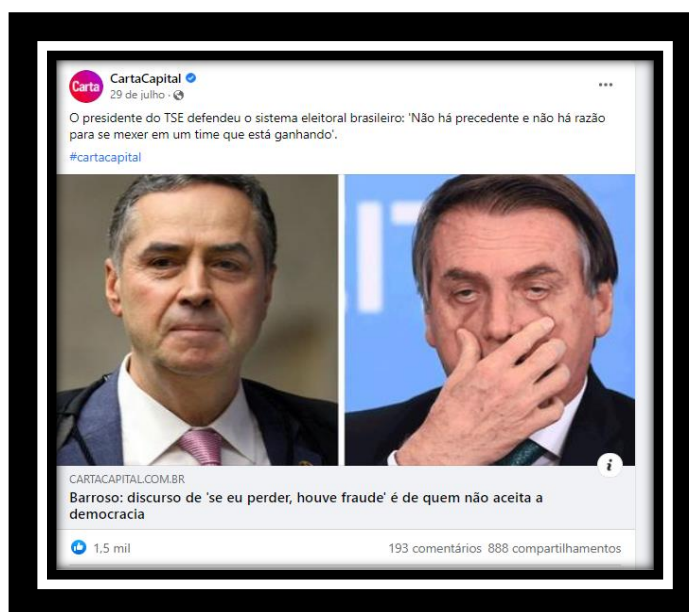 Carta
CartaCapital
29 de julho ·
O presidente do TSE defendeu o sistema eleitoral brasileiro: 'Não há precedente e não há razão
para se mexer em um time que está ganhando'.
#cartacapital
CARTACAPITAL.COM.BR
Barroso: discurso de 'se eu perder, houve fraude' é de quem não aceita a
democracia
1,5 mil
193 comentários 888 compartilhamentos